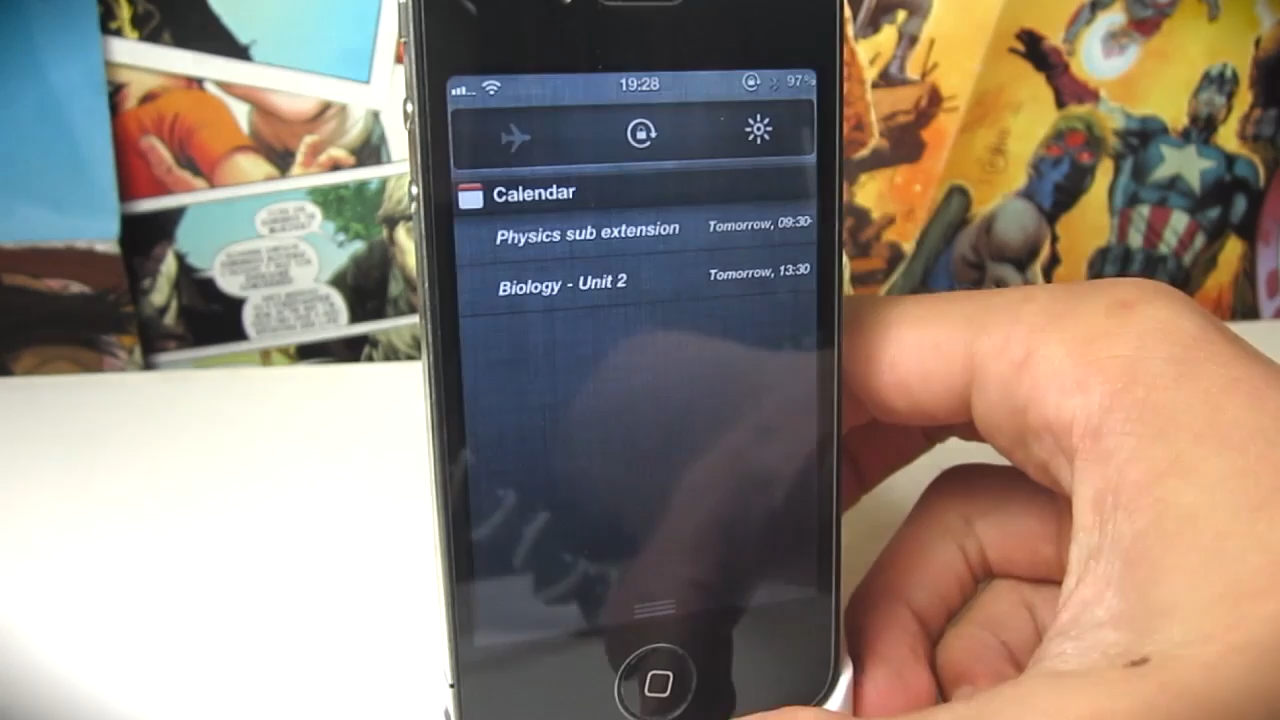 19:28
97%
Calendar
Physics sub extension
Tomorrow, 09:30
Biology - Unit 2
Tomorrow, 13:30